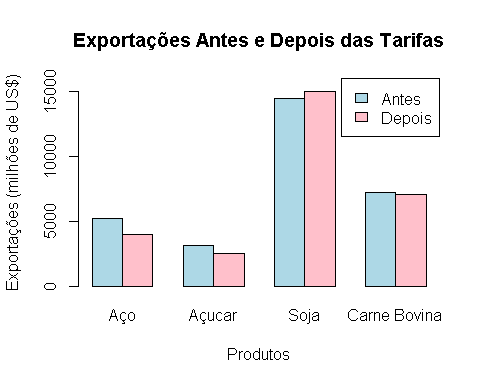 Exportações Antes e Depois das Tarifas
Exportações (milhões de US$)
15000
10000
5000
0
Antes
Depois
Aço
Açucar
Soja
Carne Bovina
Produtos